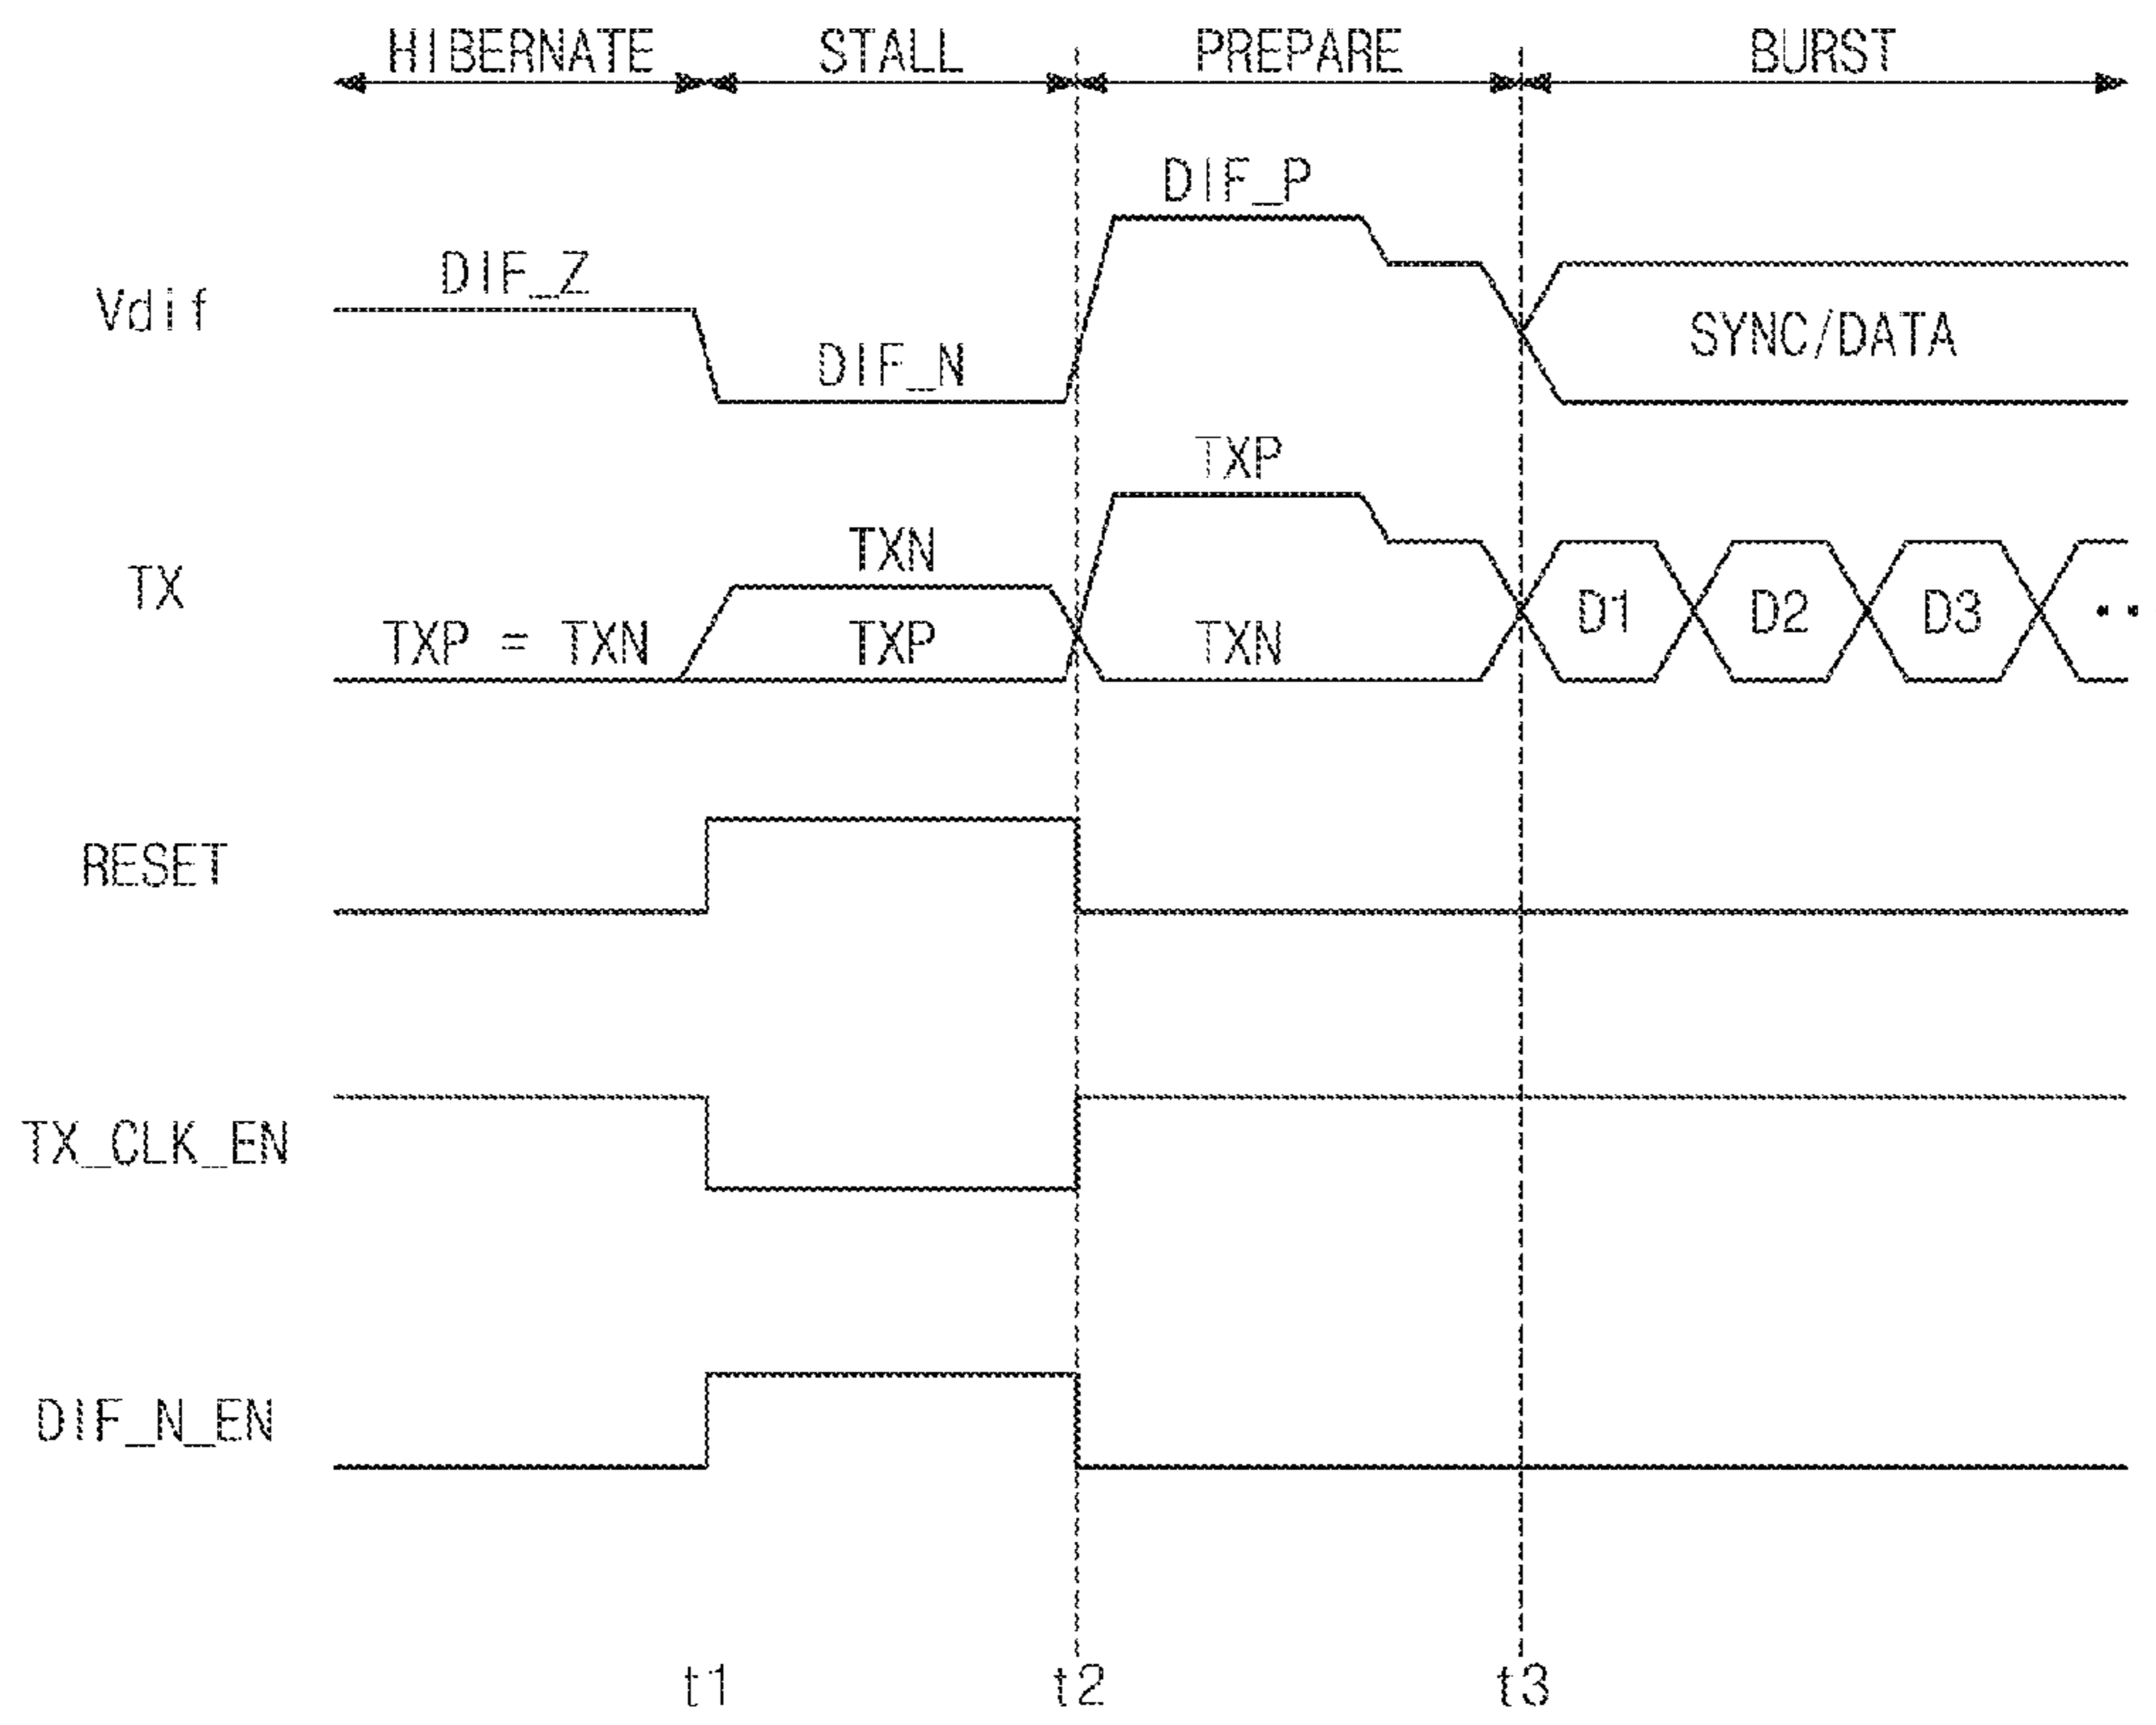 HIBERNATE STALL PREPARE BURST
DIF_P
DIF_Z
Vdif
SYNC/DATA
DIF_N
TXP
TXN
TX
D1 D2 D3 ..
TXP = TXN TXP TXN
RESET
TX_CLK_EN
DIF_N_EN
t1 t2 t3